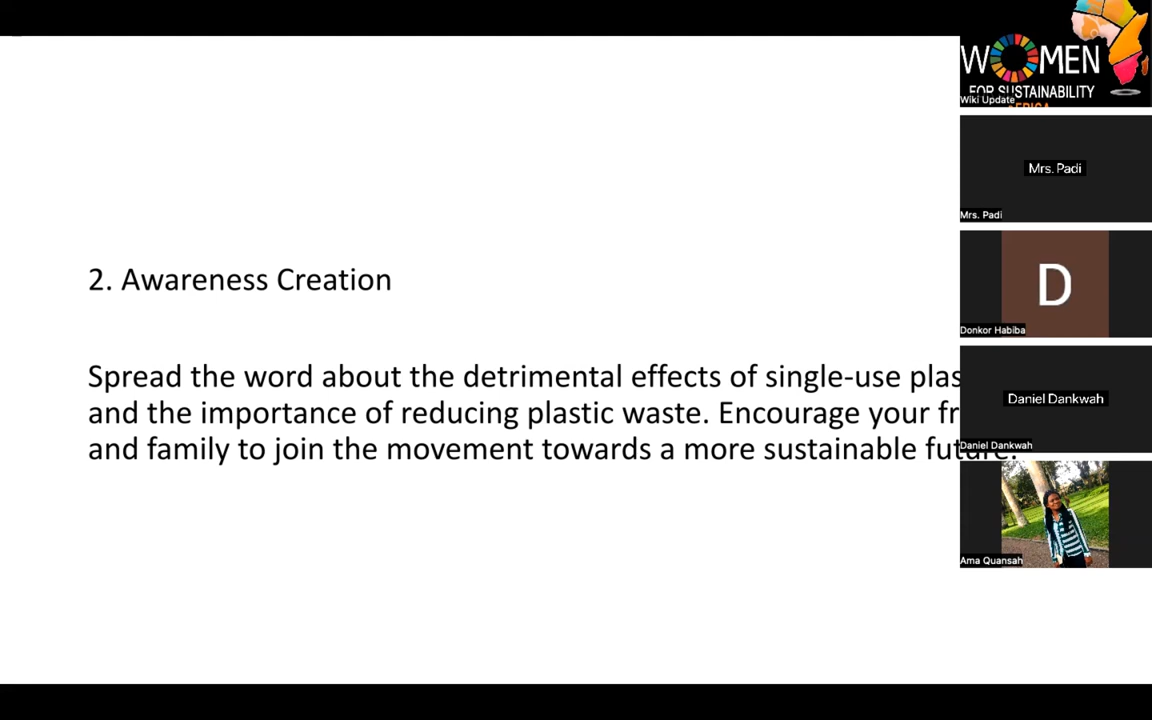 2. Awareness Creation
Spread the word about the detrimental effects of single-use plas
and the importance of reducing plastic waste. Encourage your fr
and family to join the movement towards a more sustainable future.
WOMEN
FOR SUSTAINABILITY
AFRICA
Wiki Update
Mrs. Padi
Mrs. Padi
D
Donkor Habiba
Daniel Dankwah
Daniel Dankwah
Ama Quansah